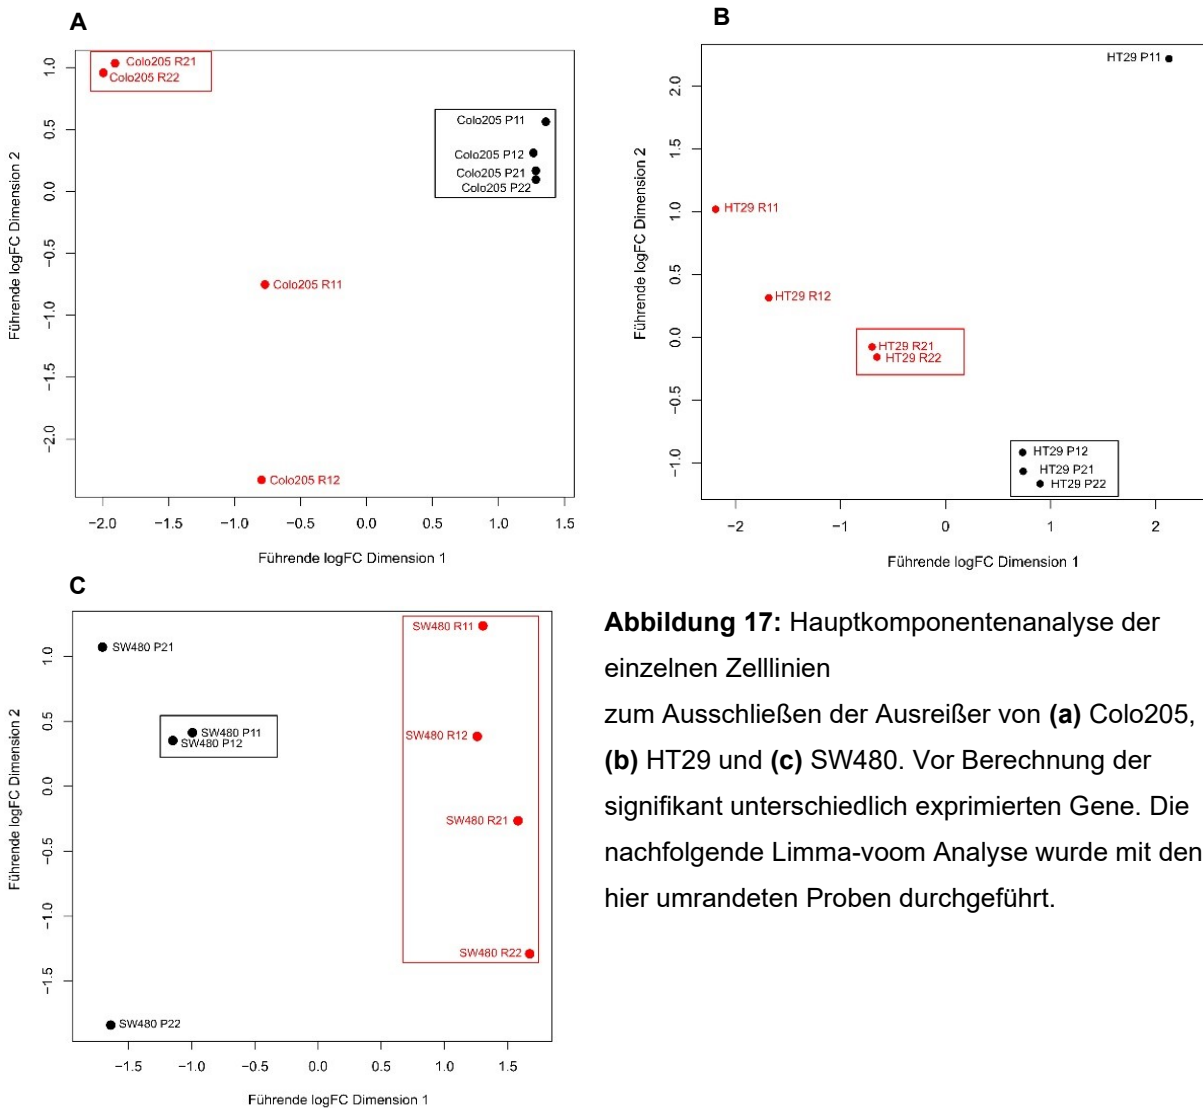 A
Führende logFC Dimension 2
1.0
0.5
0.0
−0.5
−1.0
−1.5
−2.0
Colo205 R21
Colo205 R22
Colo205 P11
Colo205 P12
Colo205 P21
Colo205 P22
Colo205 R11
Colo205 R12
−2.0 −1.5 −1.0 −0.5 0.0 0.5 1.0 1.5
Führende logFC Dimension 1
B
Führende logFC Dimension 2
2.0
1.5
1.0
0.5
0.0
−0.5
−1.0
HT29 P11
HT29 R11
HT29 R12
HT29 R21
HT29 R22
HT29 P12
HT29 P21
HT29 P22
−2 −1 0 1 2
Führende logFC Dimension 1
C
Führende logFC Dimension 2
1.0
0.5
0.0
−0.5
−1.0
−1.5
SW480 R11
SW480 P21
SW480 P11
SW480 P12
SW480 R12
SW480 R21
SW480 R22
SW480 P22
−1.5 −1.0 −0.5 0.0 0.5 1.0 1.5
Führende logFC Dimension 1
Abbildung 17: Hauptkomponentenanalyse der
einzelnen Zelllinien
zum Ausschließen der Ausreißer von (a) Colo205,
(b) HT29 und (c) SW480. Vor Berechnung der
signifikant unterschiedlich exprimierten Gene. Die
nachfolgende Limma-voom Analyse wurde mit den
hier umrandeten Proben durchgeführt.